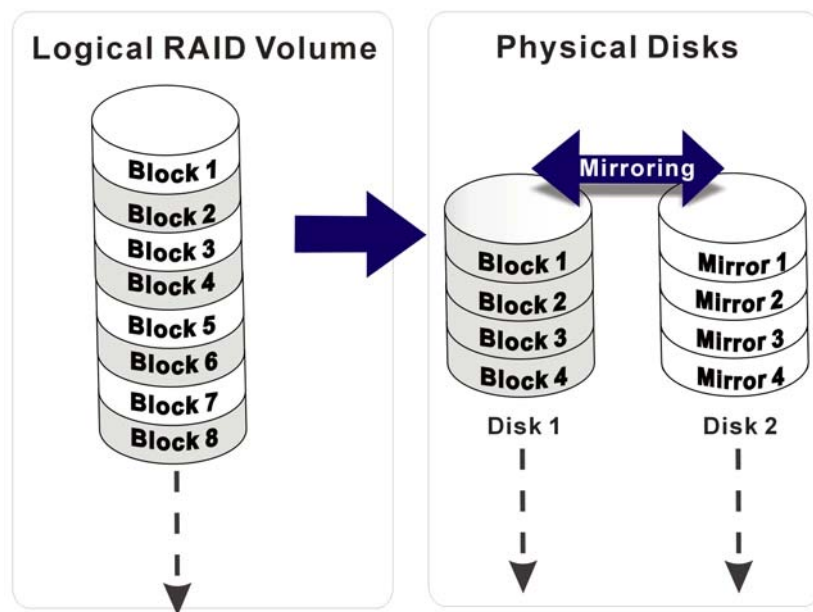 Logical RAID Volume
Block 1
Block 2
Block 3
Block 4
Block 5
Block 6
Block 7
Block 8
Physical Disks
Mirroring
Block 1
Block 2
Block 3
Block 4
Disk 1
Mirror 1
Mirror 2
Mirror 3
Mirror 4
Disk 2